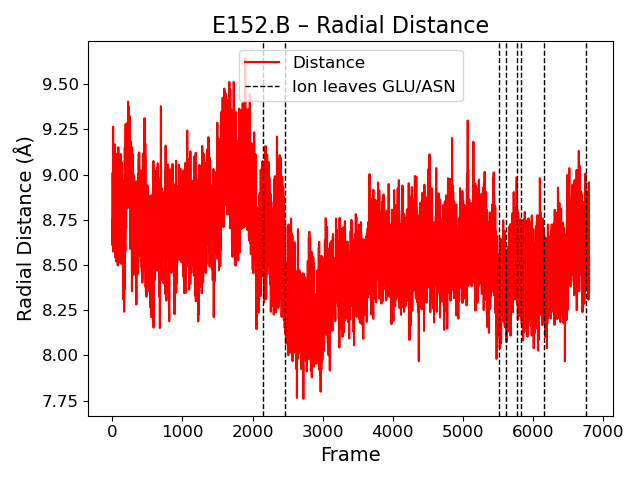 E152.B – Radial Distance
Distance
Ion leaves GLU/ASN
Radial Distance (Å)
9.50
9.25
9.00
8.75
8.50
8.25
8.00
7.75
0 1000 2000 3000 4000 5000 6000 7000
Frame